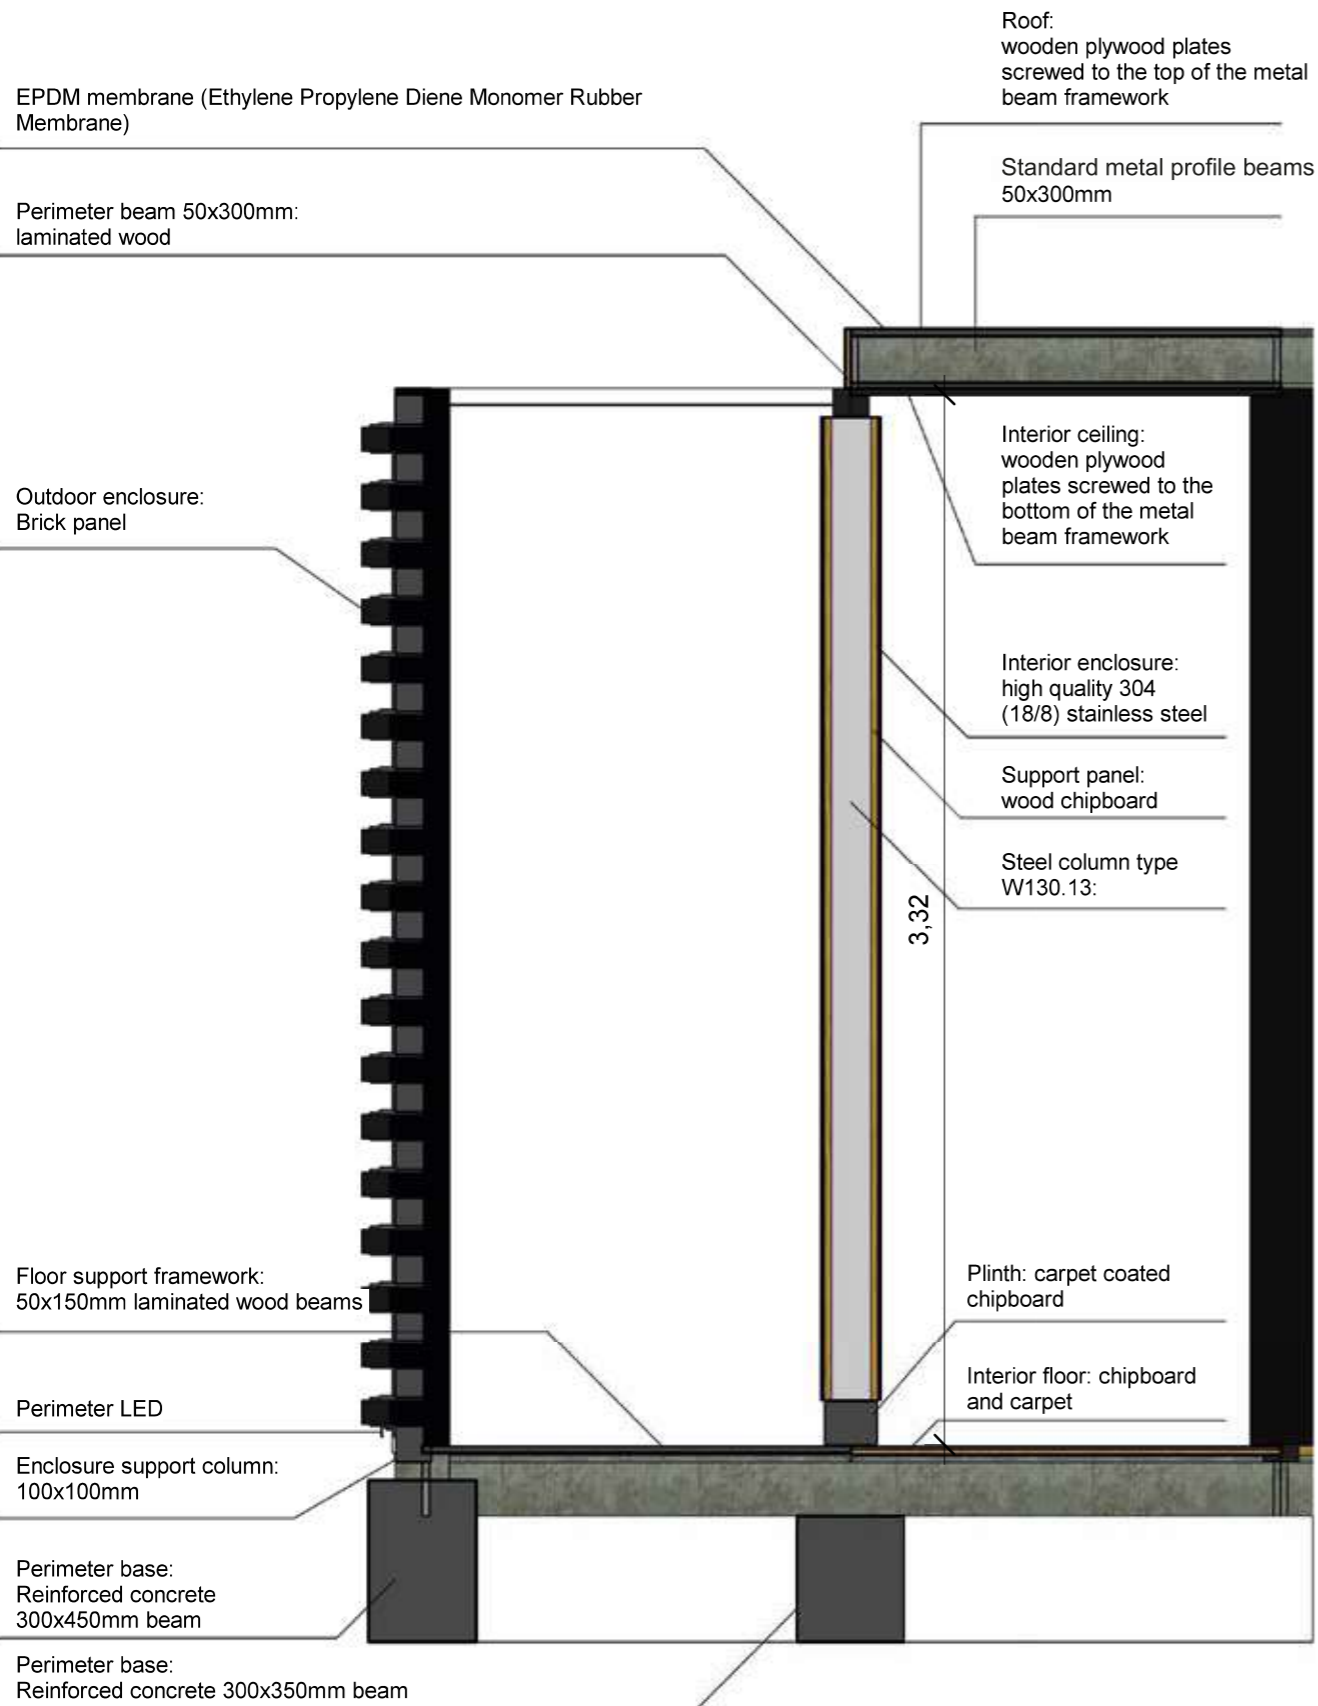 EPDM membrane (Ethylene Propylene Diene Monomer Rubber
Membrane)
Perimeter beam 50x300mm:
laminated wood
Outdoor enclosure:
Brick panel
Floor support framework:
50x150mm laminated wood beams
Perimeter LED
Enclosure support column:
100x100mm
Perimeter base:
Reinforced concrete
300x450mm beam
Perimeter base:
Reinforced concrete 300x350mm beam
Roof:
wooden plywood plates
screwed to the top of the metal
beam framework
Standard metal profile beams
50x300mm
Interior ceiling:
wooden plywood
plates screwed to the
bottom of the metal
beam framework
Interior enclosure:
high quality 304
(18/8) stainless steel
Support panel:
wood chipboard
Steel column type
W130.13:
3,32
Plinth: carpet coated
chipboard
Interior floor: chipboard
and carpet